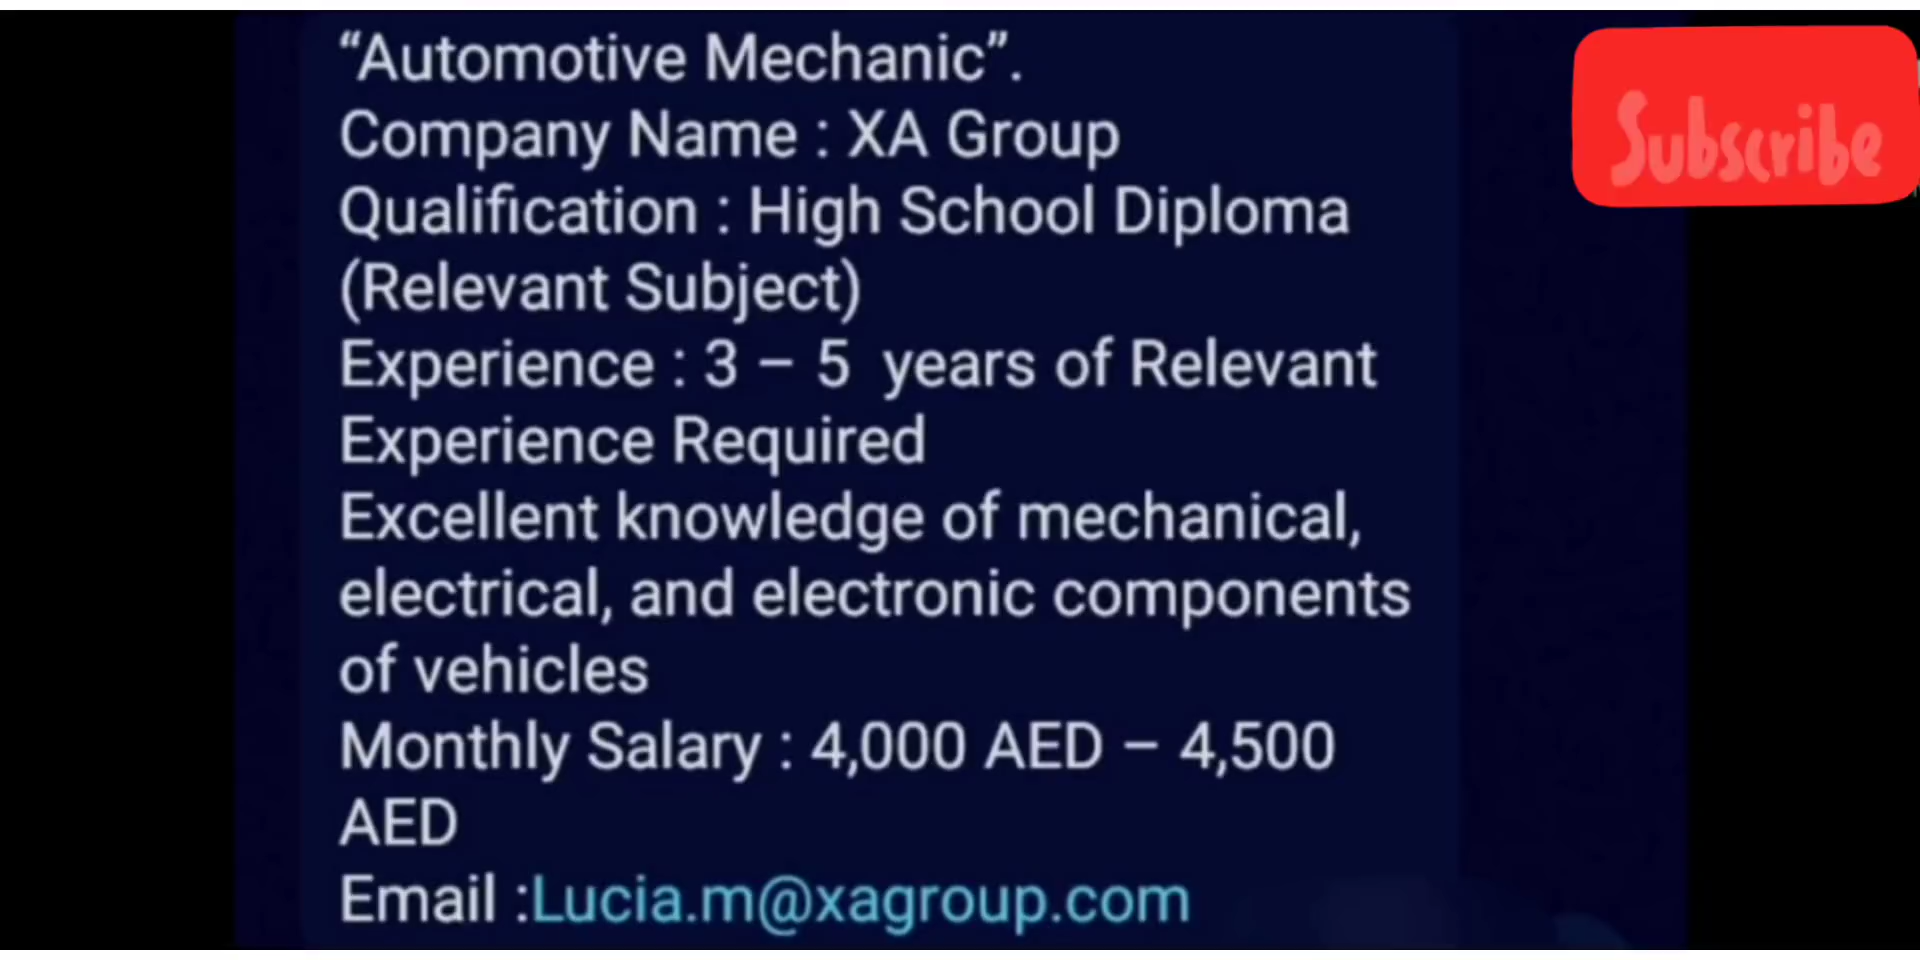 “Automotive Mechanic”.
Company Name : XA Group
Qualification : High School Diploma
(Relevant Subject)
Experience : 3 – 5  years of Relevant
Experience Required
Excellent knowledge of mechanical,
electrical, and electronic components
of vehicles
Monthly Salary : 4,000 AED – 4,500
AED
Email :Lucia.m@xagroup.com
Subscribe